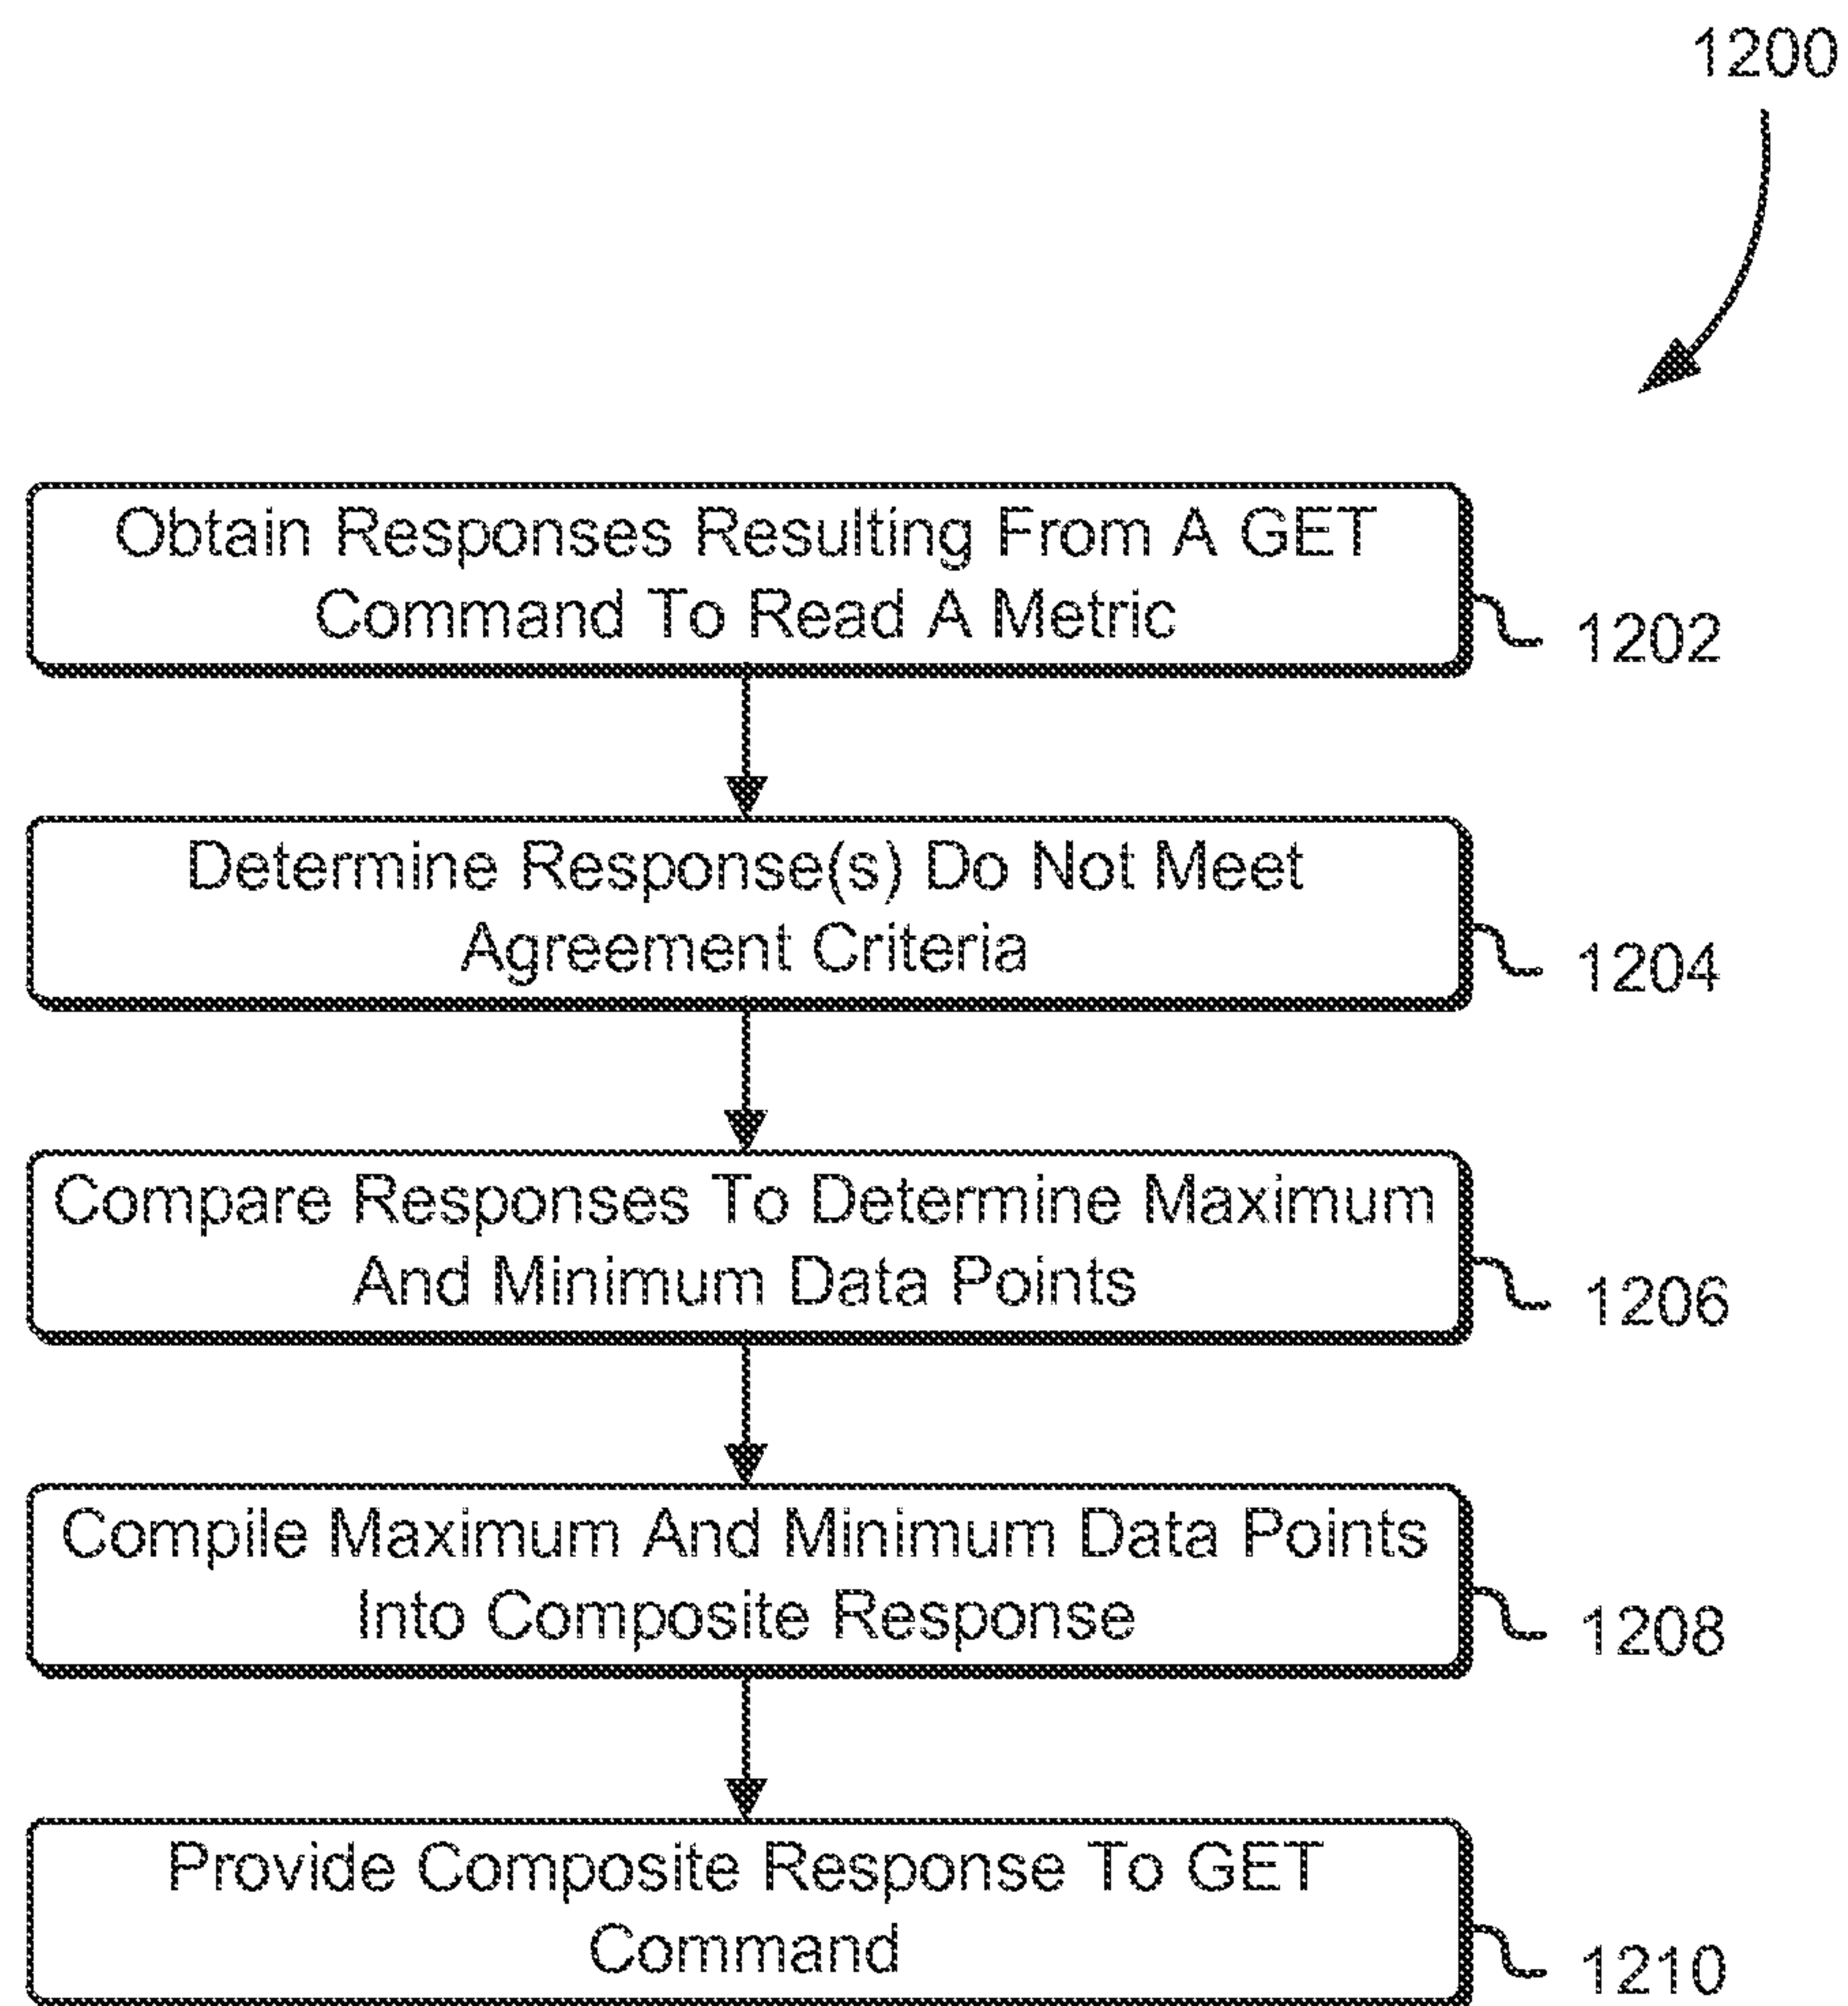 1200
Obtain Responses Resulting From A GET
Command To Read A Metric
1202
Determine Response(s) Do Not Meet
Agreement Criteria
1204
Compare Responses To Determine Maximum
And Minimum Data Points
1206
Compile Maximum And Minimum Data Points
Into Composite Response
1208
Provide Composite Response To GET
Command
1210